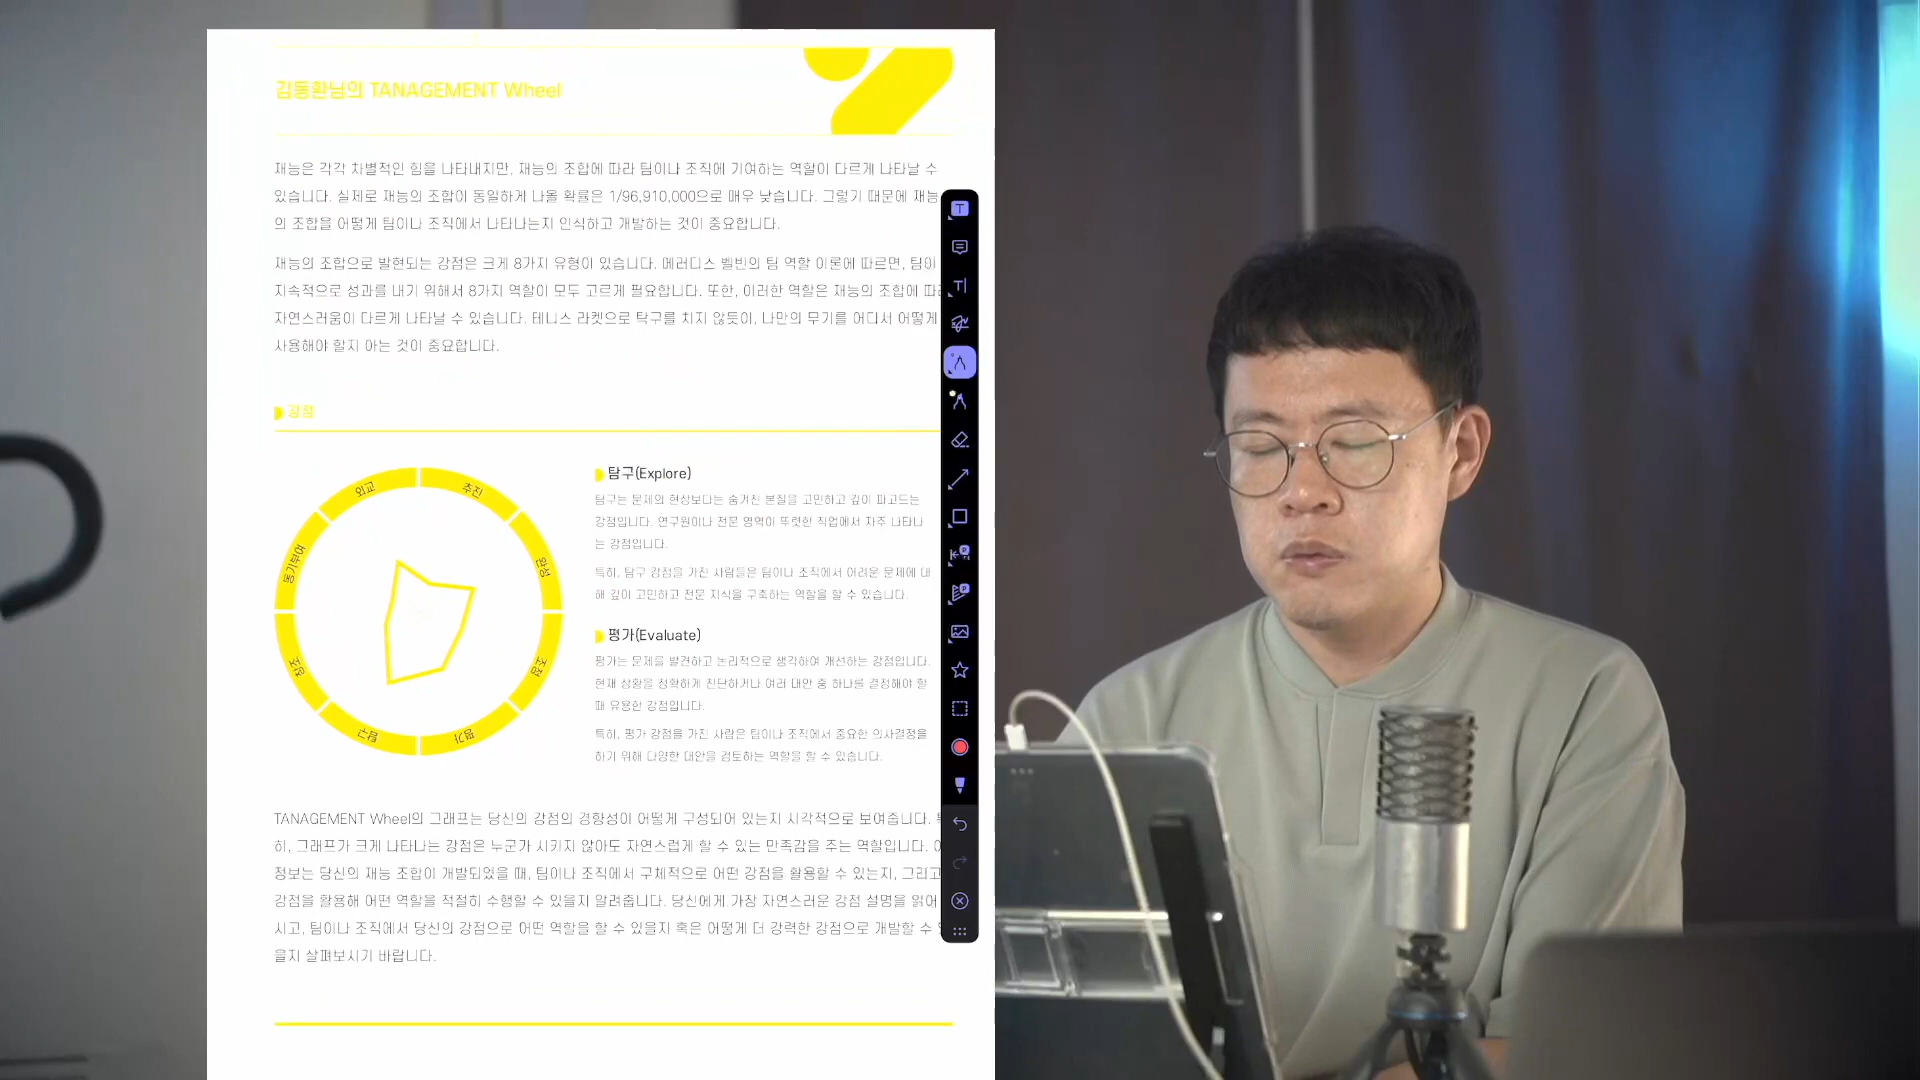 김동환님의 TANAGEMENT Wheel
재능은 각각 차별적인 힘을 나타내지만, 재능의 조합에 따라 팀이나 조직에 기여하는 역할이 다르게 나타날 수
있습니다. 실제로 재능의 조합이 동일하게 나올 확률은 1/96,910,000으로 매우 낮습니다. 그렇기 때문에 재능
의 조합을 어떻게 팀이나 조직에서 나타나는지 인식하고 개발하는 것이 중요합니다.
재능의 조합으로 발현되는 강점은 크게 8가지 유형이 있습니다. 메러디스 벨빈의 팀 역할 이론에 따르면, 팀이
지속적으로 성과를 내기 위해서 8가지 역할이 모두 고르게 필요합니다. 또한, 이러한 역할은 재능의 조합에 따라
자연스러움이 다르게 나타날 수 있습니다. 테니스 라켓으로 탁구를 치지 않듯이, 나만의 무기를 어디서 어떻게
사용해야 할지 아는 것이 중요합니다.
강점
외교
추진
동기부여
완성
창조
조정
탐구
평가
탐구(Explore)
탐구는 문제의 현상보다는 숨겨진 본질을 고민하고 깊이 파고드는
강점입니다. 연구원이나 전문 영역이 뚜렷한 직업에서 자주 나타나
는 강점입니다.
특히, 탐구 강점을 가진 사람들은 팀이나 조직에서 어려운 문제에 대
해 깊이 고민하고 전문 지식을 구축하는 역할을 할 수 있습니다.
평가(Evaluate)
평가는 문제를 발견하고 논리적으로 생각하여 개선하는 강점입니다.
현재 상황을 정확하게 진단하거나 여러 대안 중 하나를 결정해야 할
때 유용한 강점입니다.
특히, 평가 강점을 가진 사람은 팀이나 조직에서 중요한 의사결정을
하기 위해 다양한 대안을 검토하는 역할을 할 수 있습니다.
TANAGEMENT Wheel의 그래프는 당신의 강점의 경향성이 어떻게 구성되어 있는지 시각적으로 보여줍니다.
히, 그래프가 크게 나타나는 강점은 누군가 시키지 않아도 자연스럽게 할 수 있는 만족감을 주는 역할입니다.
정보는 당신의 재능 조합이 개발되었을 때, 팀이나 조직에서 구체적으로 어떤 강점을 활용할 수 있는지, 그리고
강점을 활용해 어떤 역할을 적절히 수행할 수 있을지 알려줍니다. 당신에게 가장 자연스러운 강점 설명을 읽어
시고, 팀이나 조직에서 당신의 강점으로 어떤 역할을 할 수 있을지 혹은 어떻게 더 강력한 강점으로 개발할 수
을지 살펴보시기 바랍니다.